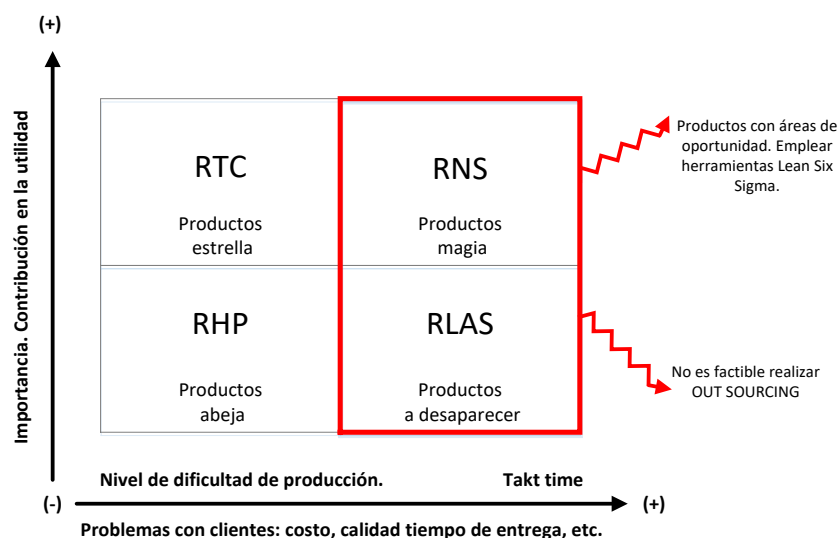 (+)
Importancia. Contribución en la utilidad
RTC
Productos
estrella
RNS
Productos
magia
Productos con áreas de
oportunidad. Emplear
herramientas Lean Six
Sigma.
RHP
Productos
abeja
RLAS
Productos
a desaparecer
No es factible realizar
OUT SOURCING
Nivel de dificultad de producción. Takt time
(-)
(+)
Problemas con clientes: costo, calidad tiempo de entrega, etc.